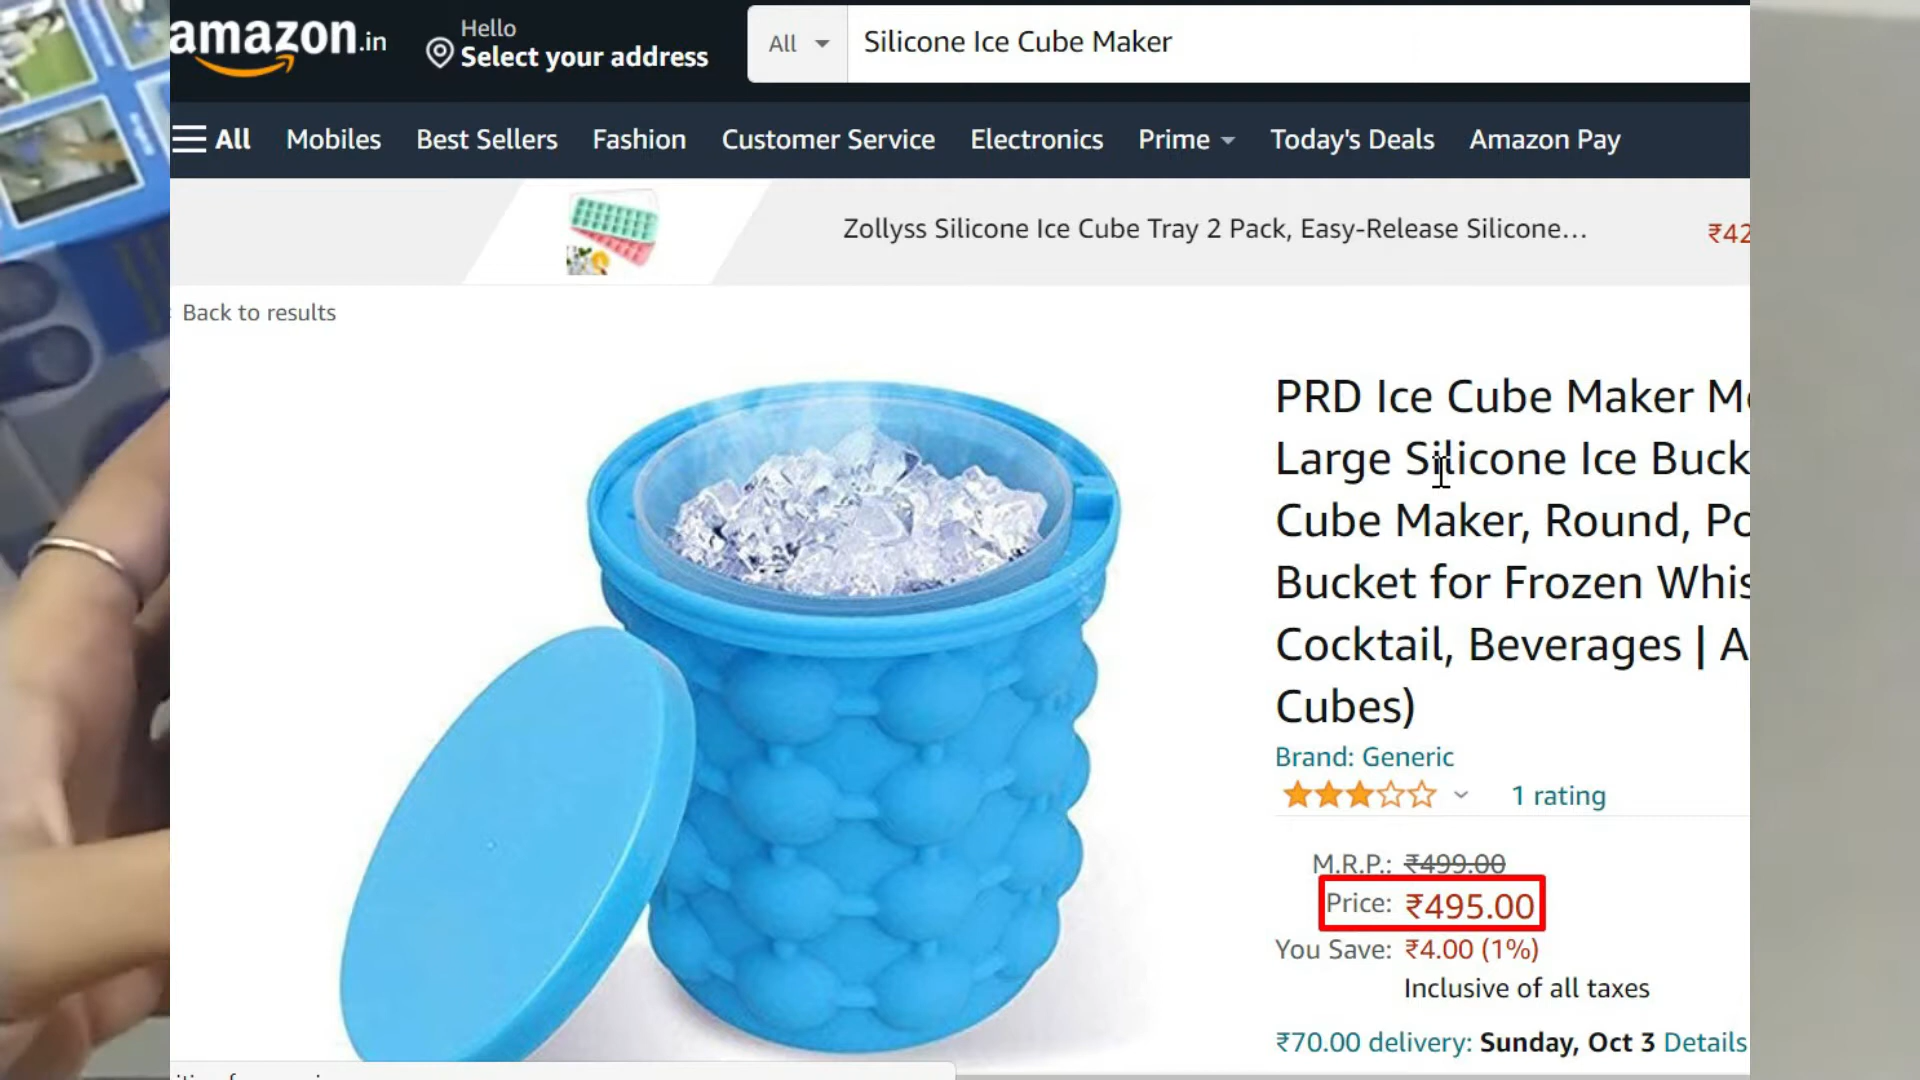 amazon.in
Hello
Select your address
All
Silicone Ice Cube Maker
All Mobiles Best Sellers Fashion Customer Service Electronics Prime Today's Deals Amazon Pay
Zollyss Silicone Ice Cube Tray 2 Pack, Easy-Release Silicone...
₹42
Back to results
PRD Ice Cube Maker
Large Silicone Ice
Cube Maker, Round,
Bucket for Frozen
Cocktail, Beverages |
Cubes)
Brand: Generic
1 rating
M.R.P.: ₹499.00
Price: ₹495.00
You Save: ₹4.00 (1%)
Inclusive of all taxes
₹70.00 delivery: Sunday, Oct 3 Details